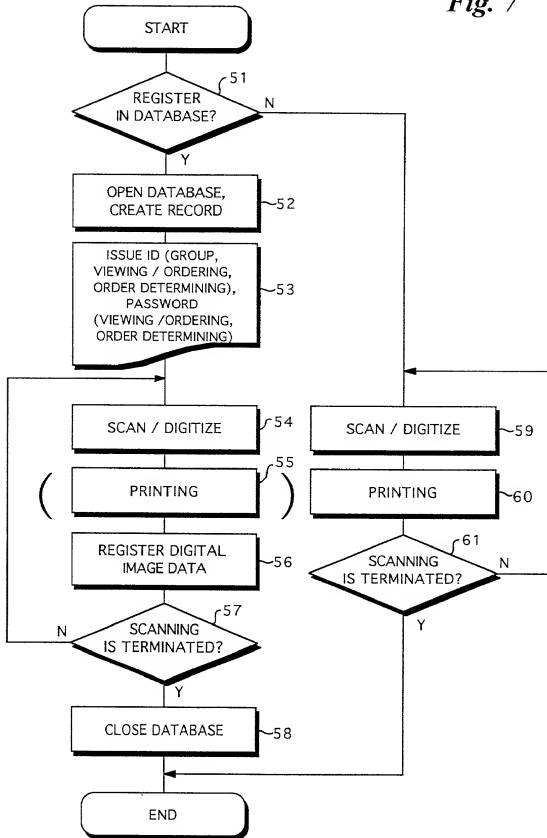 Fig. 7
START
51
REGISTER
IN DATABASE?
N
Y
OPEN DATABASE,
CREATE RECORD
52
ISSUE ID (GROUP,
VIEWING / ORDERING,
ORDER DETERMINING),
PASSWORD
(VIEWING /ORDERING,
ORDER DETERMINING)
53
SCAN / DIGITIZE
54
( PRINTING )
55
REGISTER DIGITAL
IMAGE DATA
56
57
SCANNING
IS TERMINATED?
N
Y
CLOSE DATABASE
58
SCAN / DIGITIZE
59
PRINTING
60
61
SCANNING
IS TERMINATED?
N
Y
END